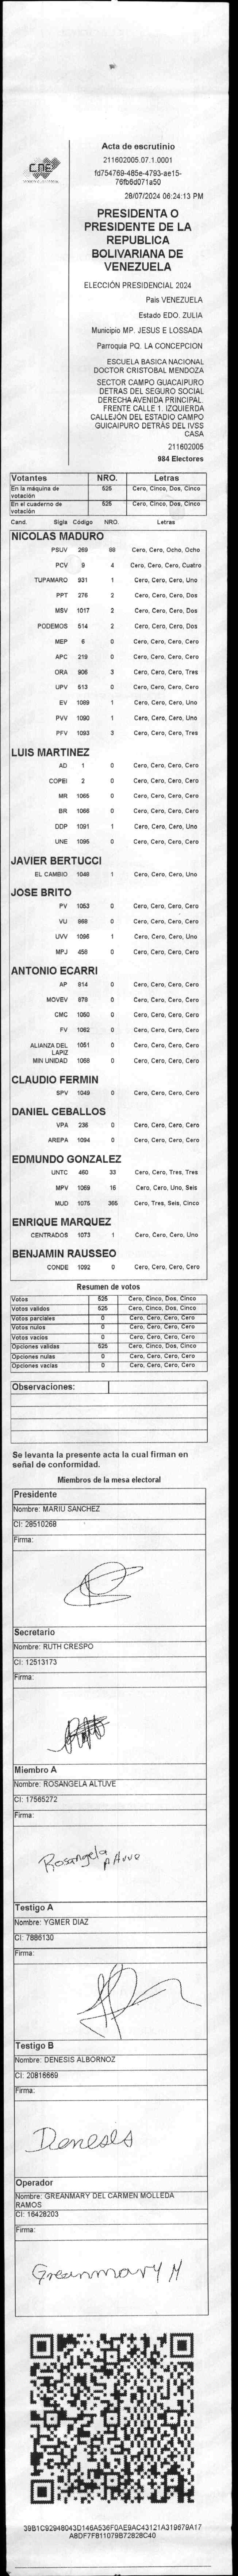 CNE
Acta de escrutinio
211602005.07.1.0001
fd754769-485e-4793-ae15-
76fb6d071a50
28/07/2024 06:24:13 PM
PRESIDENTA O
PRESIDENTE DE LA
REPUBLICA
BOLIVARIANA DE
VENEZUELA
ELECCIÓN PRESIDENCIAL 2024
País VENEZUELA
Estado EDO. ZULIA
Municipio MP. JESUS E LOSSADA
Parroquia PQ. LA CONCEPCION
ESCUELA BASICA NACIONAL
DOCTOR CRISTOBAL MENDOZA
SECTOR CAMPO GUAICAIPURO
DETRAS DEL SEGURO SOCIAL
DERECHA AVENIDA PRINCIPAL.
FRENTE CALLE 1. IZQUIERDA
CALLEJÓN DEL ESTADIO CAMPO
GUICAIPURO DETRÁS DEL IVSS
CASA
211602005
984 Electores
Votantes NRO. Letras
En la máquina de votación 525 Cero, Cinco, Dos, Cinco
En el cuaderno de votación 525 Cero, Cinco, Dos, Cinco
Cand. Sigla Código NRO. Letras
NICOLAS MADURO
PSUV 269 88 Cero, Cero, Ocho, Ocho
PCV 9 4 Cero, Cero, Cero, Cuatro
TUPAMARO 931 1 Cero, Cero, Cero, Uno
PPT 276 2 Cero, Cero, Cero, Dos
MSV 1017 2 Cero, Cero, Cero, Dos
PODEMOS 514 2 Cero, Cero, Cero, Dos
MEP 6 0 Cero, Cero, Cero, Cero
APC 219 0 Cero, Cero, Cero, Cero
ORA 906 3 Cero, Cero, Cero, Tres
UPV 613 0 Cero, Cero, Cero, Cero
EV 1089 1 Cero, Cero, Cero, Uno
PVV 1090 1 Cero, Cero, Cero, Uno
PFV 1093 3 Cero, Cero, Cero, Tres
LUIS MARTINEZ
AD 1 0 Cero, Cero, Cero, Cero
COPEI 2 0 Cero, Cero, Cero, Cero
MR 1065 0 Cero, Cero, Cero, Cero
BR 1066 0 Cero, Cero, Cero, Cero
DDP 1091 1 Cero, Cero, Cero, Uno
UNE 1095 0 Cero, Cero, Cero, Cero
JAVIER BERTUCCI
EL CAMBIO 1048 1 Cero, Cero, Cero, Uno
JOSE BRITO
PV 1053 0 Cero, Cero, Cero, Cero
VU 968 0 Cero, Cero, Cero, Cero
UVV 1096 1 Cero, Cero, Cero, Uno
MPJ 458 0 Cero, Cero, Cero, Cero
ANTONIO ECARRI
AP 814 0 Cero, Cero, Cero, Cero
MOVEV 979 0 Cero, Cero, Cero, Cero
CMC 1050 0 Cero, Cero, Cero, Cero
FV 1062 0 Cero, Cero, Cero, Cero
ALIANZA DEL LAPIZ 1051 0 Cero, Cero, Cero, Cero
MIN UNIDAD 1068 0 Cero, Cero, Cero, Cero
CLAUDIO FERMIN
SPV 1049 0 Cero, Cero, Cero, Cero
DANIEL CEBALLOS
VPA 236 0 Cero, Cero, Cero, Cero
AREPA 1094 0 Cero, Cero, Cero, Cero
EDMUNDO GONZALEZ
UNTC 460 33 Cero, Cero, Tres, Tres
MPV 1069 16 Cero, Cero, Uno, Seis
MUD 1075 365 Cero, Tres, Seis, Cinco
ENRIQUE MARQUEZ
CENTRADOS 1073 1 Cero, Cero, Cero, Uno
BENJAMIN RAUSSEO
CONDE 1092 0 Cero, Cero, Cero, Cero
Resumen de votos
Votos 525 Cero, Cinco, Dos, Cinco
Votos validos 525 Cero, Cinco, Dos, Cinco
Votos parciales 0 Cero, Cero, Cero, Cero
Votos nulos 0 Cero, Cero, Cero, Cero
Votos vacios 0 Cero, Cero, Cero, Cero
Opciones validas 525 Cero, Cinco, Dos, Cinco
Opciones nulas 0 Cero, Cero, Cero, Cero
Opciones vacias 0 Cero, Cero, Cero, Cero
Observaciones:
Se levanta la presente acta la cual firman en
señal de conformidad.
Miembros de la mesa electoral
Presidente
Nombre: MARIU SANCHEZ
CI: 28510268
Firma:
Secretario
Nombre: RUTH CRESPO
CI: 12513173
Firma:
Miembro A
Nombre: ROSANGELA ALTUVE
CI: 17565272
Firma:
Rosangela
Testigo A
Nombre: YGMER DIAZ
CI: 7886130
Firma:
Testigo B
Nombre: DENESIS ALBORNOZ
CI: 20816669
Firma:
Denesis
Operador
Nombre: GREANMARY DEL CARMEN MOLLEDA
RAMOS
CI: 16428203
Firma:
Greanmary M
39B1C92948043D146A536F0AE9AC43121A319679A17
A8DF7F811079B72828C40